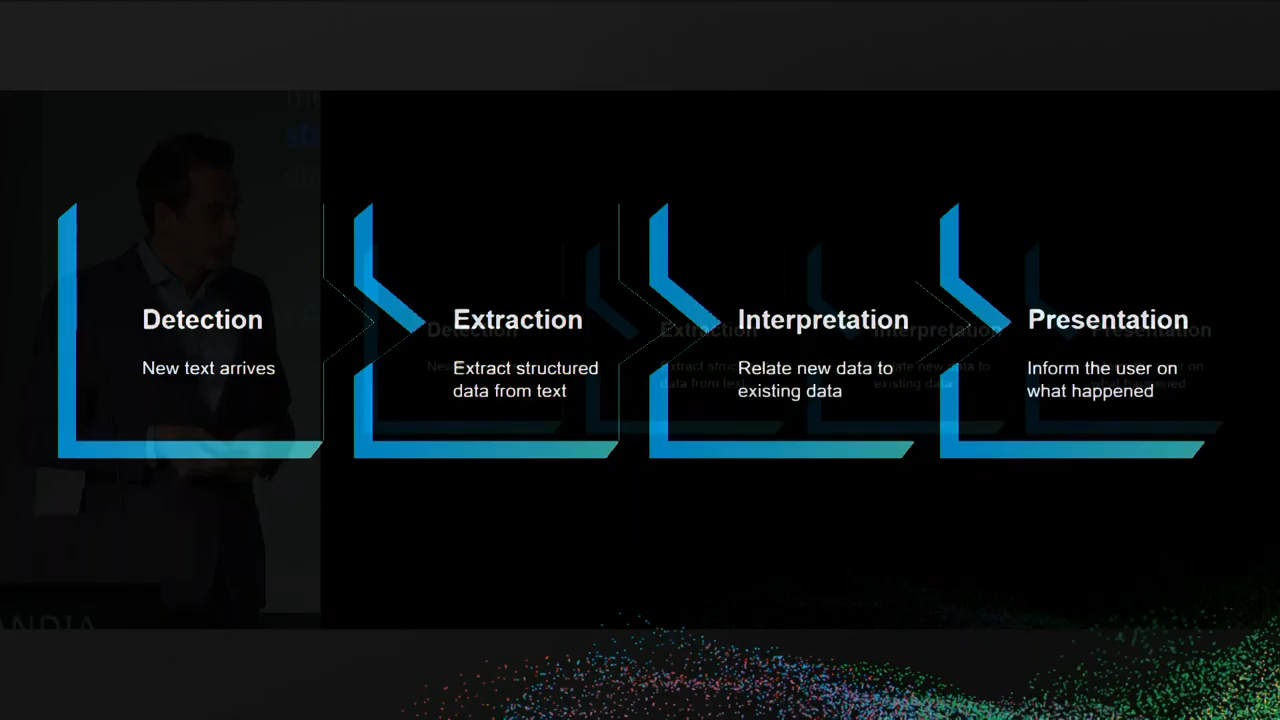 Detection
New text arrives
Extraction
Extract structured
data from text
Interpretation
Relate new data to
existing data
Presentation
Inform the user on
what happened